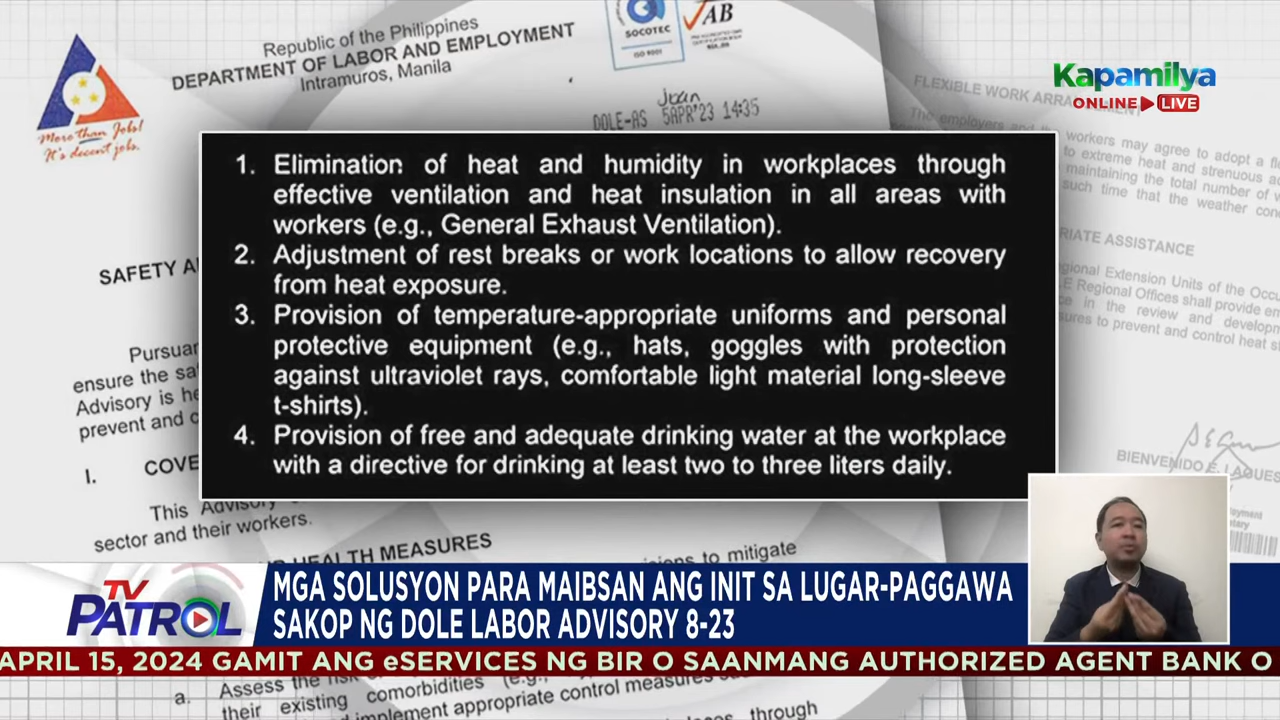 Republic of the Philippines
DEPARTMENT OF LABOR AND EMPLOYMENT
Intramuros, Manila
More than Jobs!
It's decent jobs.
SOCOTEC
ISO 9001
AB
Joan
DOLE-AS 5APR'23 14:35
Kapamilya
ONLINE LIVE
FLEXIBLE WORK
The employers and workers may agree to adopt a
to extreme heat and strenuous
maintaining the total number of
such time that the weather
1. Elimination of heat and humidity in workplaces through
effective ventilation and heat insulation in all areas with
workers (e.g., General Exhaust Ventilation).
2. Adjustment of rest breaks or work locations to allow recovery
from heat exposure.
3. Provision of temperature-appropriate uniforms and personal
protective equipment (e.g., hats, goggles with protection
against ultraviolet rays, comfortable light material long-sleeve
t-shirts).
4. Provision of free and adequate drinking water at the workplace
with a directive for drinking at least two to three liters daily.
SAFETY
ensure the
Advisory is
prevent and
I.
This Advisory
sector and their workers.
HEALTH MEASURES
to mitigate
ASSISTANCE
Extension Units of the
Regional Offices shall provide
in the review and
to prevent and control heat
BIENVENIDO E.
TV
PATROL
MGA SOLUSYON PARA MAIBSAN ANG INIT SA LUGAR-PAGGAWA
SAKOP NG DOLE LABOR ADVISORY 8-23
APRIL 15, 2024 GAMIT ANG eSERVICES NG BIR O SAANMANG AUTHORIZED AGENT BANK O
a. Assess the
their existing comorbidities
implement appropriate control measures
through